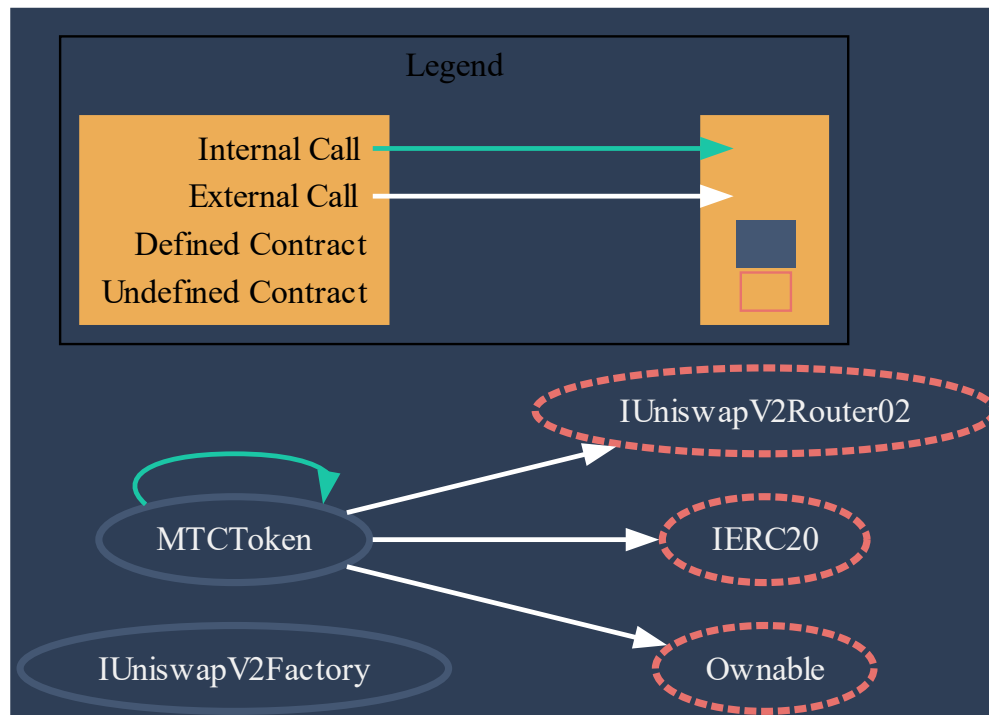 Legend
Internal Call
External Call
Defined Contract
Undefined Contract
IUniswapV2Router02
MTCToken
IERC20
IUniswapV2Factory
Ownable